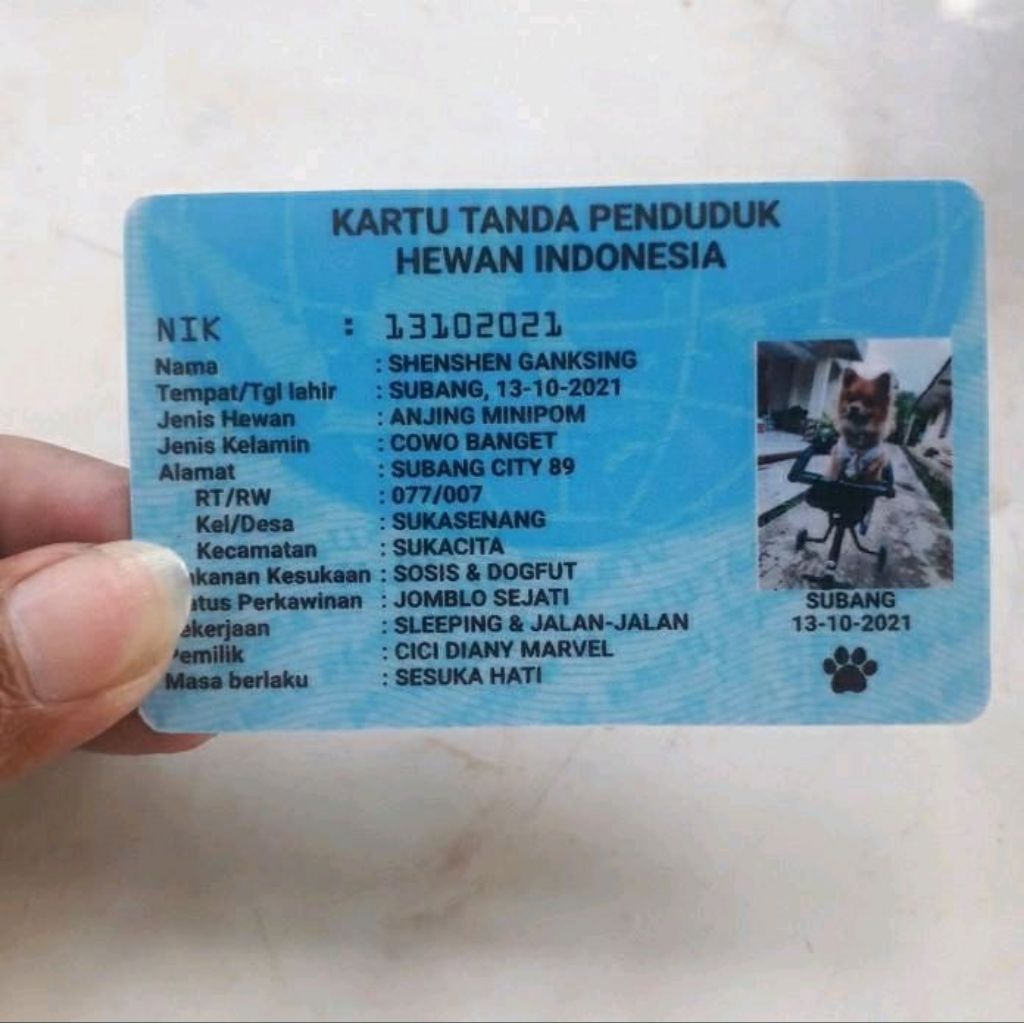 KARTU TANDA PENDUDUK
HEWAN INDONESIA
NIK : 13102021
Nama : SHENSHEN GANKSING
Tempat/Tgl lahir : SUBANG, 13-10-2021
Jenis Hewan : ANJING MINIPOM
Jenis Kelamin : COWO BANGET
Alamat : SUBANG CITY 89
RT/RW : 077/007
Kel/Desa : SUKASENANG
Kecamatan : SUKACITA
akanan Kesukaan : SOSIS & DOGFUT
atus Perkawinan : JOMBLO SEJATI
ekerjaan : SLEEPING & JALAN-JALAN
Pemilik : CICI DIANY MARVEL
Masa berlaku : SESUKA HATI
SUBANG
13-10-2021